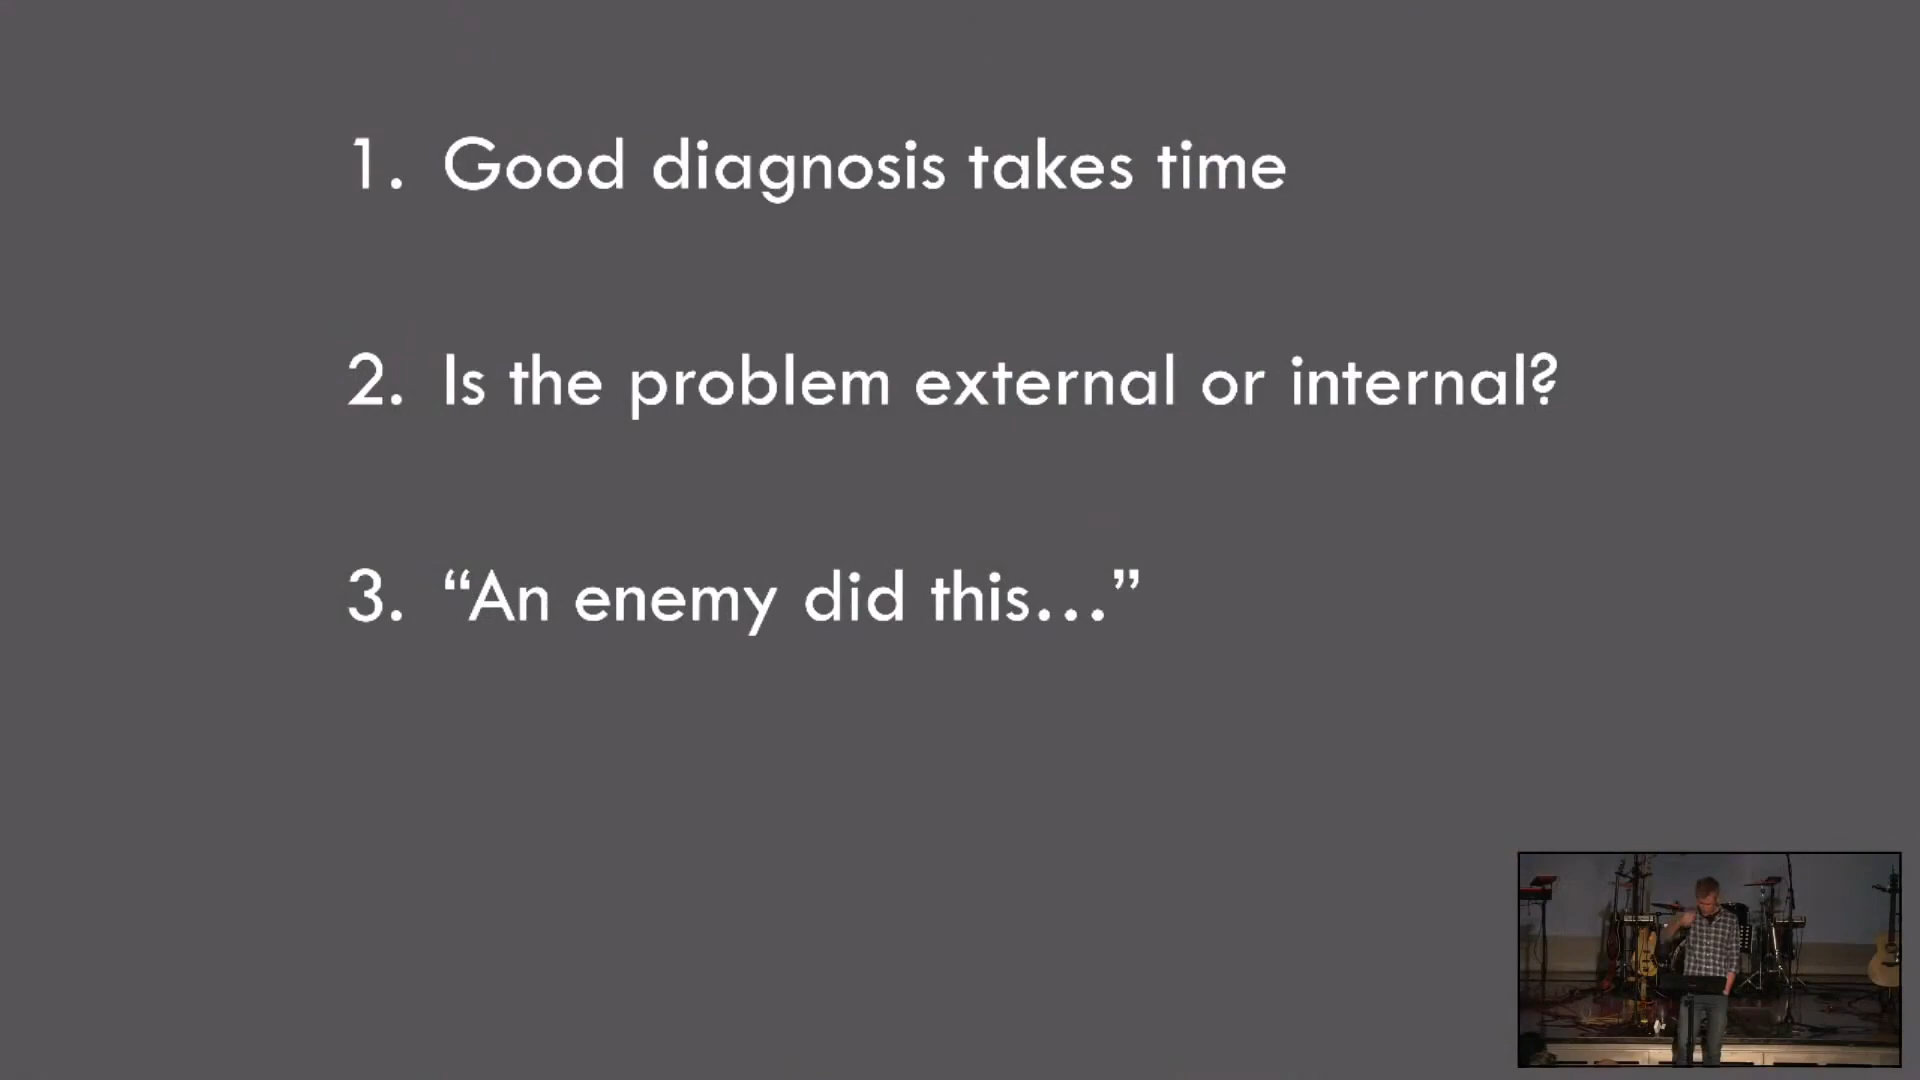 1. Good diagnosis takes time
2. Is the problem external or internal?
3. “An enemy did this...”